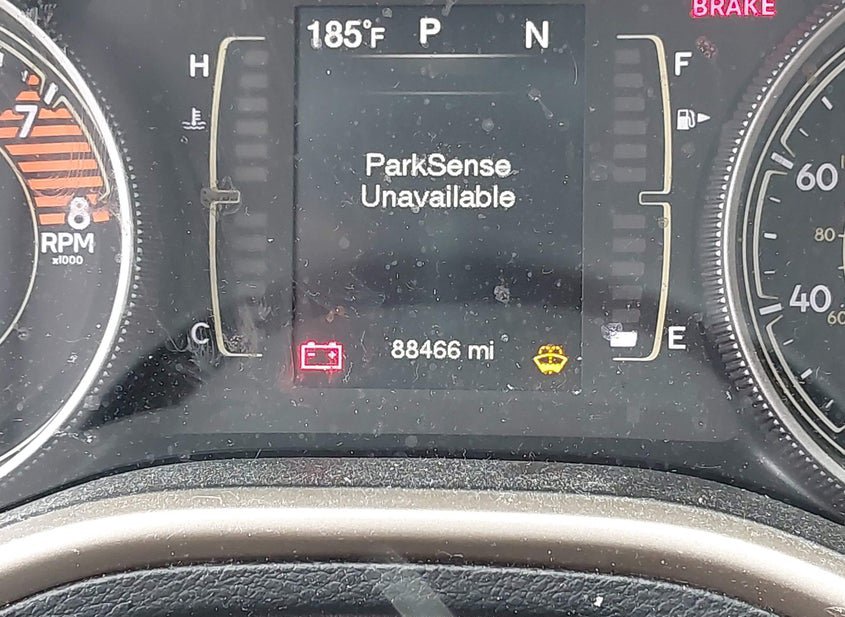 BRAKE
185°F P N
H F
7
ParkSense
Unavailable
60
80
8
RPM
x1000
40
60
C E
88466 mi